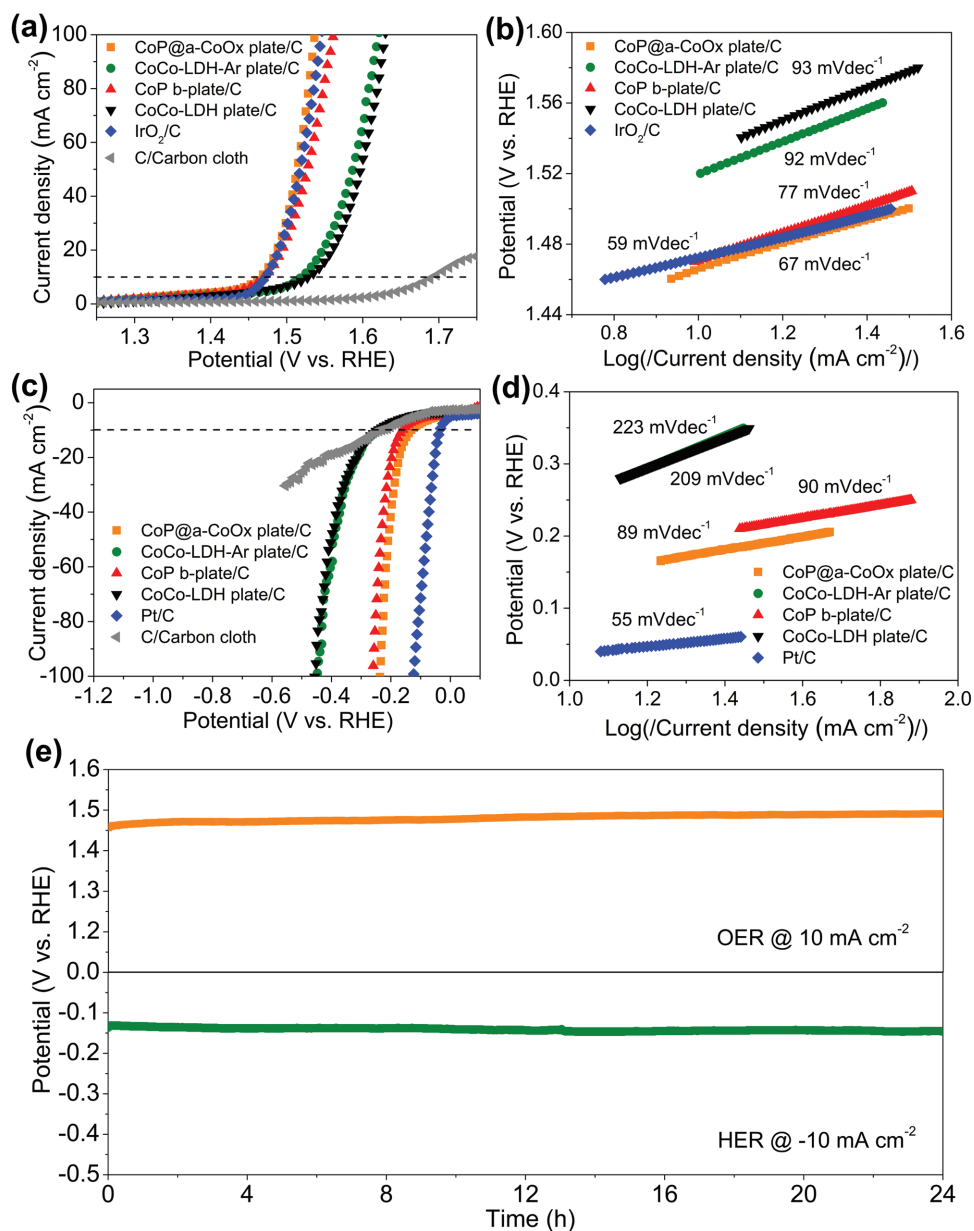 (a)
100
80
60
40
20
0
Current density (mA cm⁻²)
CoP@a-CoOx plate/C
CoCo-LDH-Ar plate/C
CoP b-plate/C
CoCo-LDH plate/C
IrO₂/C
C/Carbon cloth
1.3 1.4 1.5 1.6 1.7
Potential (V vs. RHE)
(b)
1.60
1.56
1.52
1.48
1.44
Potential (V vs. RHE)
CoP@a-CoOx plate/C
CoCo-LDH-Ar plate/C
CoP b-plate/C
CoCo-LDH plate/C
IrO₂/C
93 mVdec⁻¹
92 mVdec⁻¹
77 mVdec⁻¹
59 mVdec⁻¹
67 mVdec⁻¹
0.8 1.0 1.2 1.4 1.6
Log(/Current density (mA cm⁻²)/)
(c)
0
-20
-40
-60
-80
-100
Current density (mA cm⁻²)
CoP@a-CoOx plate/C
CoCo-LDH-Ar plate/C
CoP b-plate/C
CoCo-LDH plate/C
Pt/C
C/Carbon cloth
-1.2 -1.0 -0.8 -0.6 -0.4 -0.2 0.0
Potential (V vs. RHE)
(d)
0.4
0.3
0.2
0.1
0.0
Potential (V vs. RHE)
223 mVdec⁻¹
209 mVdec⁻¹
90 mVdec⁻¹
89 mVdec⁻¹
55 mVdec⁻¹
CoP@a-CoOx plate/C
CoCo-LDH-Ar plate/C
CoP b-plate/C
CoCo-LDH plate/C
Pt/C
1.0 1.2 1.4 1.6 1.8 2.0
Log(/Current density (mA cm⁻²)/)
(e)
1.6
1.5
1.4
1.3
1.2
0.0
-0.1
-0.2
-0.3
-0.4
-0.5
Potential (V vs. RHE)
OER @ 10 mA cm⁻²
HER @ -10 mA cm⁻²
0 4 8 12 16 20 24
Time (h)